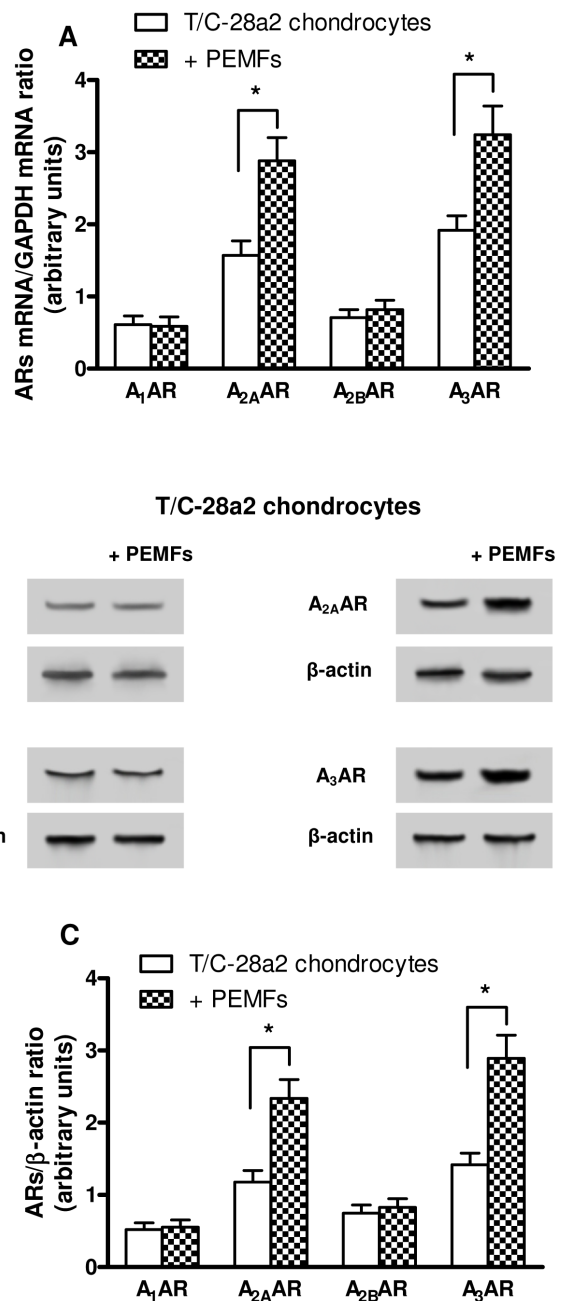 A
T/C-28a2 chondrocytes
+ PEMFs
ARs mRNA/GAPDH mRNA ratio
(arbitrary units)
4
3
2
1
0
*
*
A1AR
A2AAR
A2BAR
A3AR
T/C-28a2 chondrocytes
+ PEMFs
+ PEMFs
A2AAR
β-actin
A3AR
β-actin
C
T/C-28a2 chondrocytes
+ PEMFs
ARs/β-actin ratio
(arbitrary units)
4
3
2
1
0
*
*
A1AR
A2AAR
A2BAR
A3AR